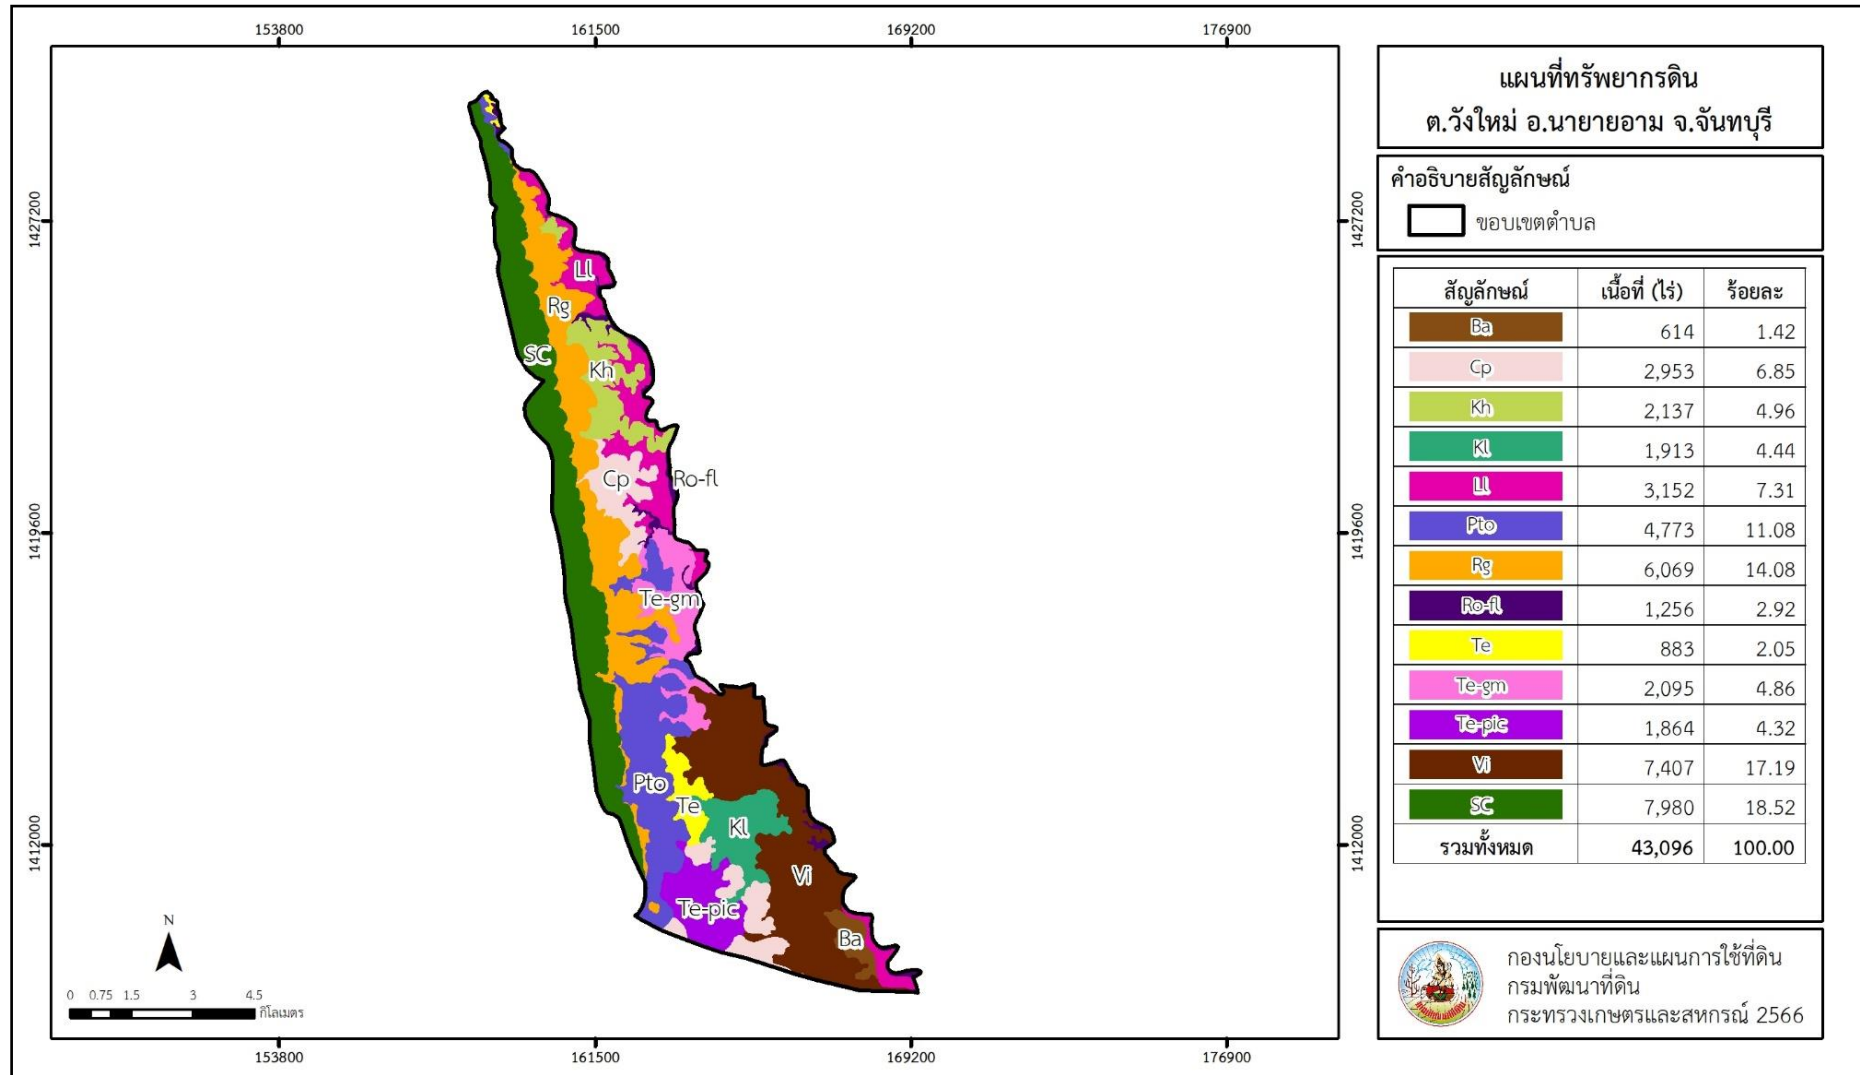 153800
161500
169200
176900
1427200
1427200
Ll
Rg
SC
Kh
Cp
Ro-fl
1419600
1419600
Te-gm
Pto
Te
Kl
1412000
1412000
Vi
Te-pic
Ba
N
0 0.75 1.5 3 4.5
กิโลเมตร
153800
161500
169200
176900
แผนที่ทรัพยากรดิน
ต.วังใหม่ อ.นายายอาม จ.จันทบุรี
คำอธิบายสัญลักษณ์
ขอบเขตตำบล
สัญลักษณ์ เนื้อที่ (ไร่) ร้อยละ
Ba 614 1.42
Cp 2,953 6.85
Kh 2,137 4.96
Kl 1,913 4.44
Ll 3,152 7.31
Pto 4,773 11.08
Rg 6,069 14.08
Ro-fl 1,256 2.92
Te 883 2.05
Te-gm 2,095 4.86
Te-pic 1,864 4.32
Vi 7,407 17.19
SC 7,980 18.52
รวมทั้งหมด 43,096 100.00
กองนโยบายและแผนการใช้ที่ดิน
กรมพัฒนาที่ดิน
กระทรวงเกษตรและสหกรณ์ 2566